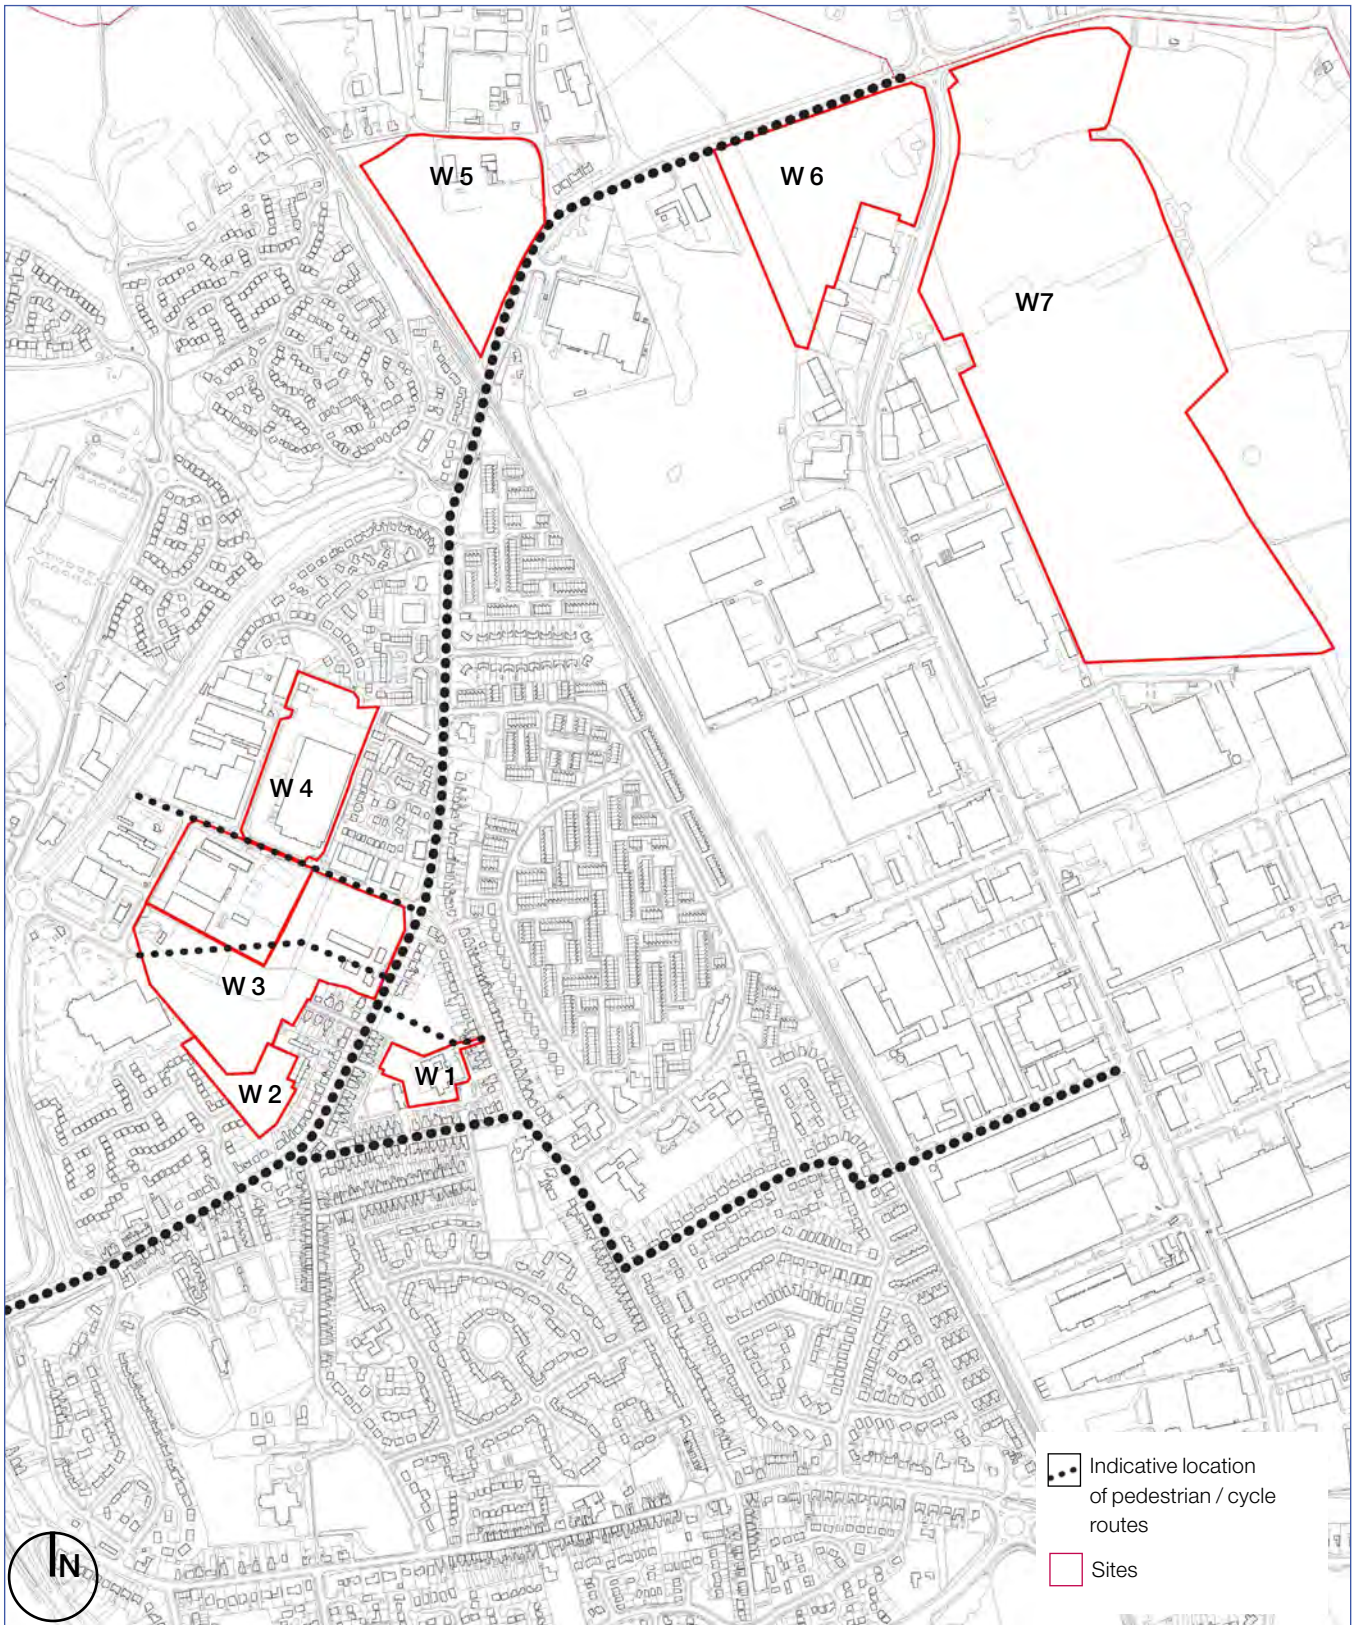 W 5
W 6
W7
W 4
W 3
W 2
W 1
Indicative location
of pedestrian / cycle
routes
Sites
N